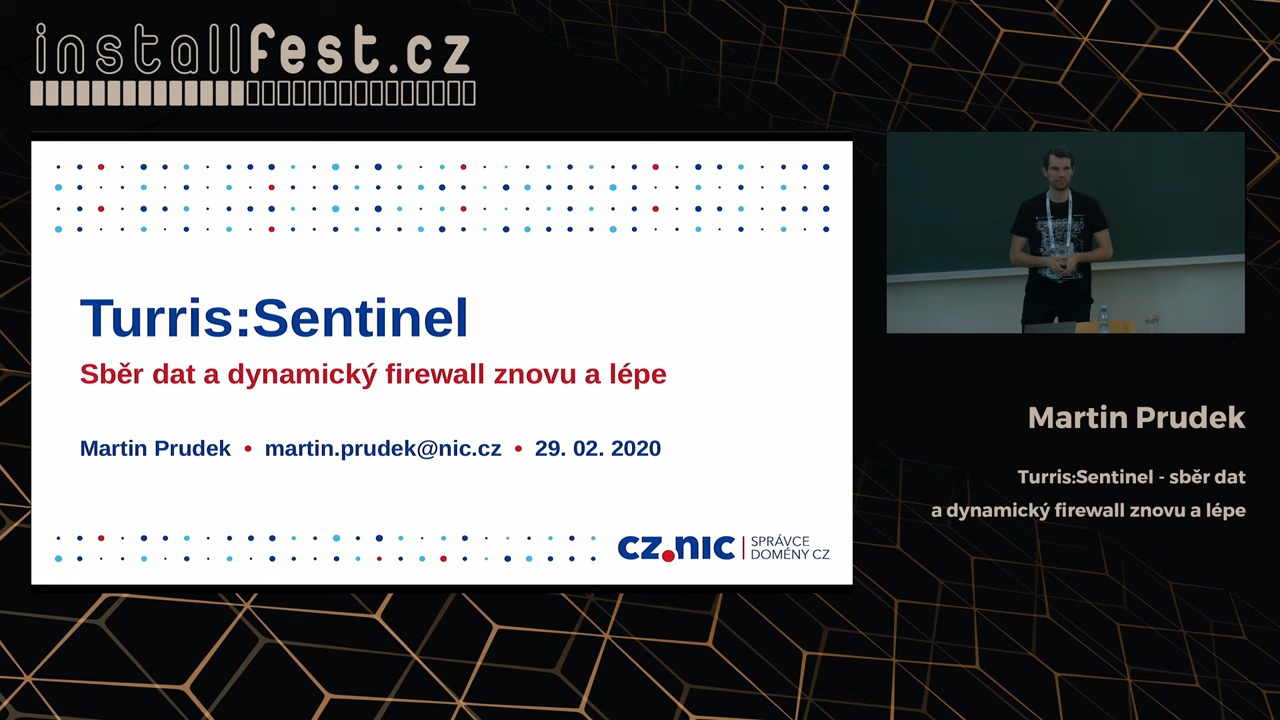 installfest.cz
Turris:Sentinel
Sběr dat a dynamický firewall znovu a lépe
Martin Prudek • martin.prudek@nic.cz • 29. 02. 2020
cz.nic | SPRÁVCE
DOMÉNY CZ
Martin Prudek
Turris:Sentinel - sběr dat
a dynamický firewall znovu a lépe